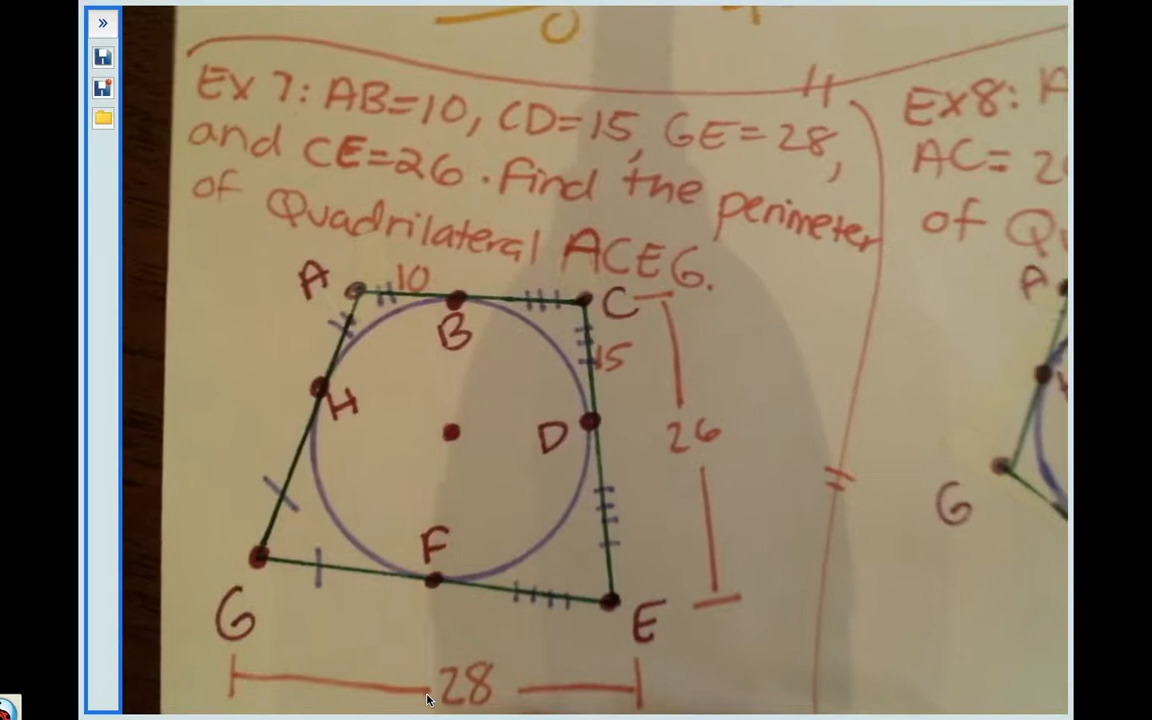 »
Ex 7: AB=10, CD=15, GE=28,
and CE=26. Find the perimeter
of Quadrilateral ACEG.
Ex8:
AC=
of
A
10
C
B
15
H
D
26
F
G
E
28
G